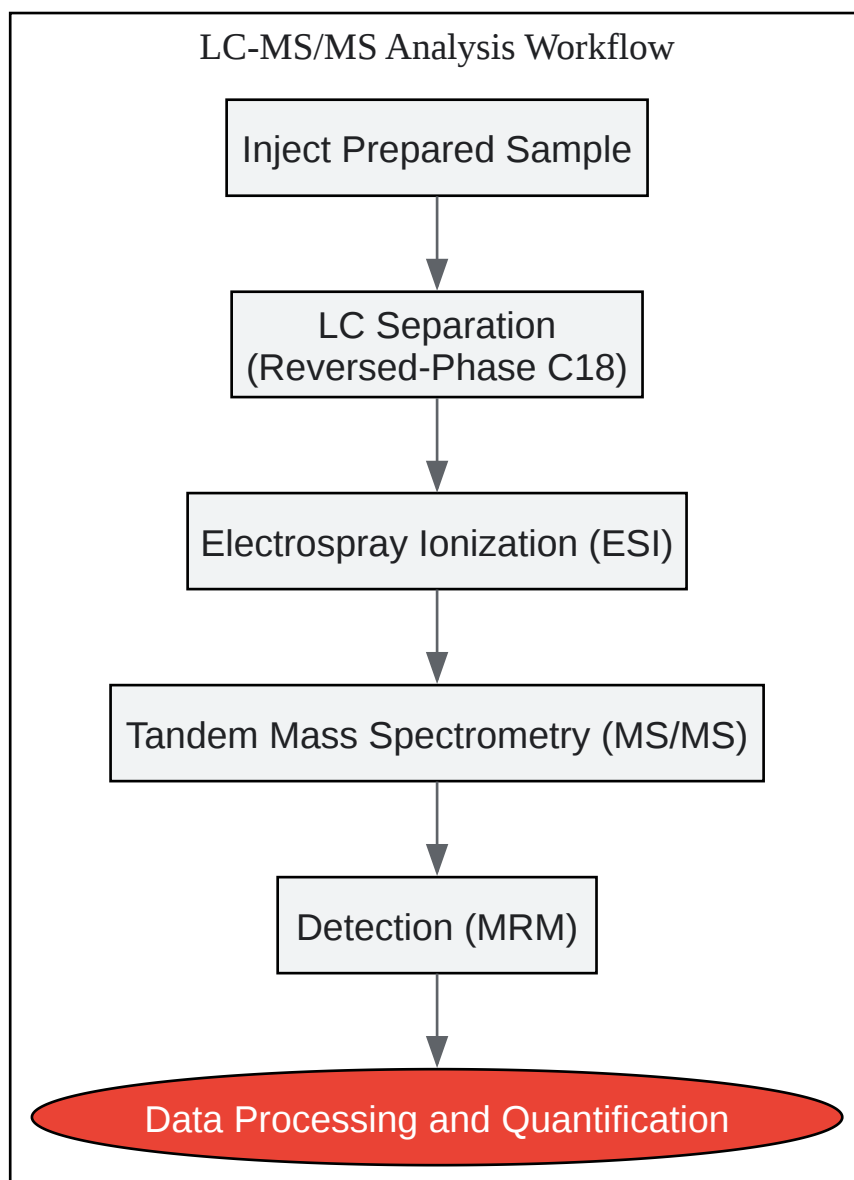 LC-MS/MS Analysis Workflow
Inject Prepared Sample
LC Separation
(Reversed-Phase C18)
Electrospray Ionization (ESI)
Tandem Mass Spectrometry (MS/MS)
Detection (MRM)
Data Processing and Quantification